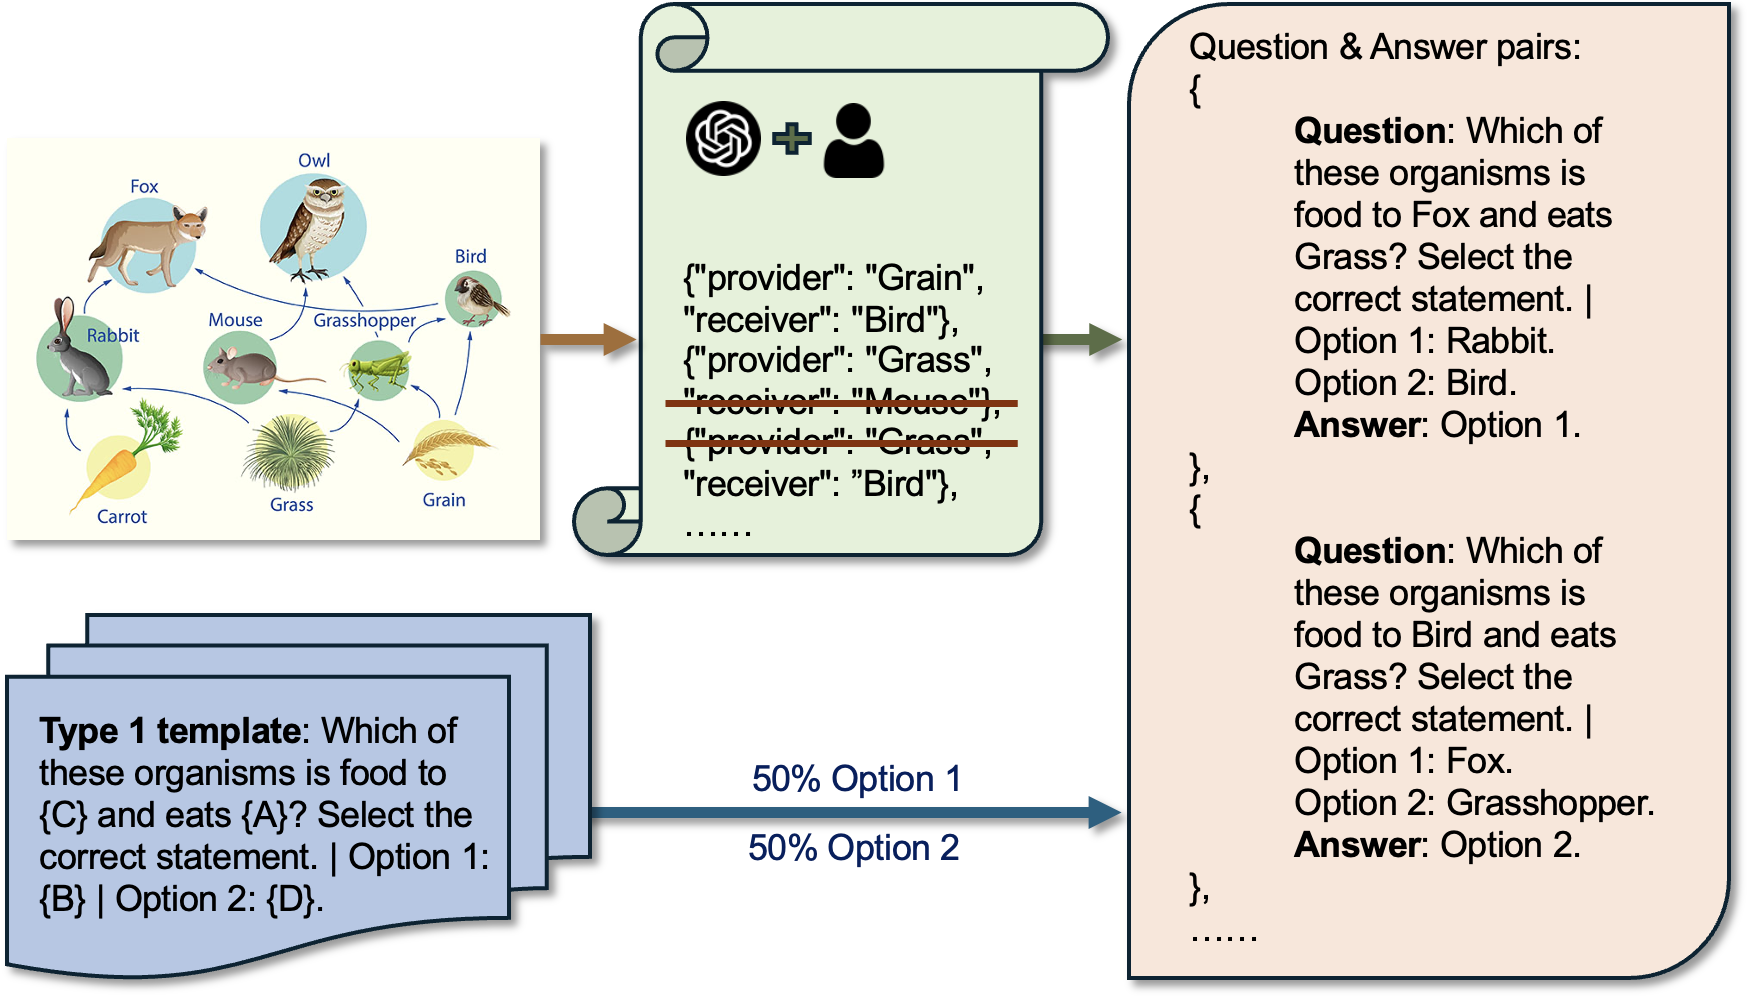 Owl
Fox
Bird
Rabbit
Mouse
Grasshopper
Carrot
Grass
Grain
{"provider": "Grain",
"receiver": "Bird"},
{"provider": "Grass",
"receiver": "Mouse"},
{"provider": "Grass",
"receiver": ”Bird"},
......
Type 1 template: Which of
these organisms is food to
{C} and eats {A}? Select the
correct statement. | Option 1:
{B} | Option 2: {D}.
50% Option 1
50% Option 2
Question & Answer pairs:
{
Question: Which of
these organisms is
food to Fox and eats
Grass? Select the
correct statement. |
Option 1: Rabbit.
Option 2: Bird.
Answer: Option 1.
},
{
Question: Which of
these organisms is
food to Bird and eats
Grass? Select the
correct statement. |
Option 1: Fox.
Option 2: Grasshopper.
Answer: Option 2.
},
......